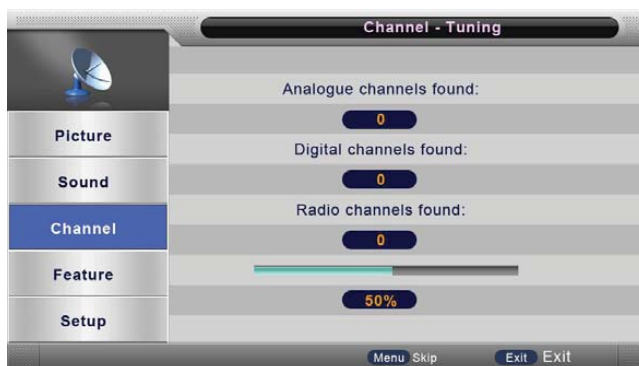 Channel - Tuning
Picture
Sound
Channel
Feature
Setup
Analogue channels found:
0
Digital channels found:
0
Radio channels found:
0
50%
Menu Skip Exit Exit